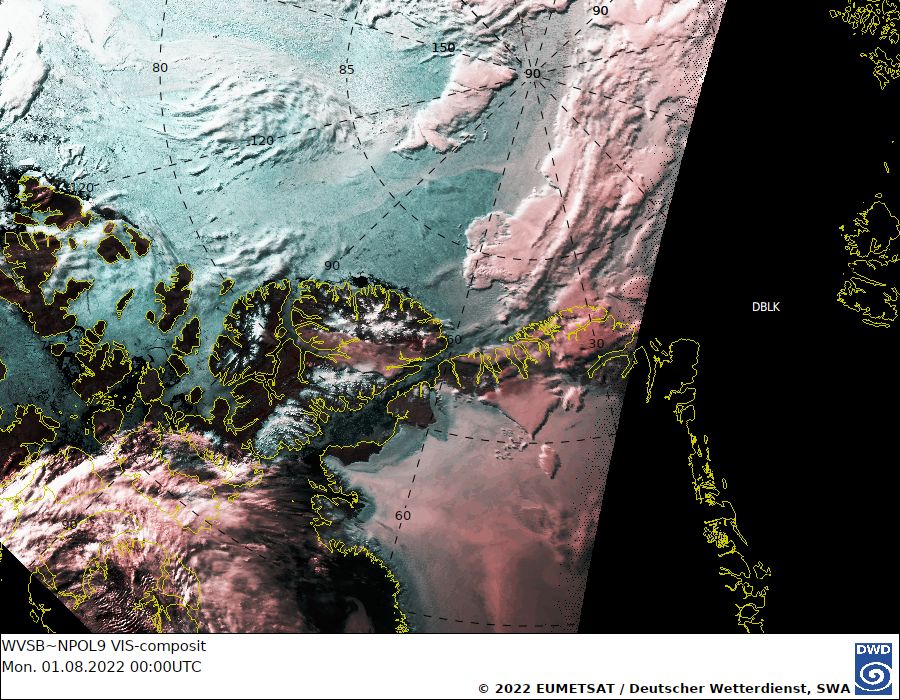 90
150
80
85
90
120
120
90
DBLK
60
30
90
60
WVSB~NPOL9 VIS-composit
Mon. 01.08.2022 00:00UTC
DWD
© 2022 EUMETSAT / Deutscher Wetterdienst, SWA